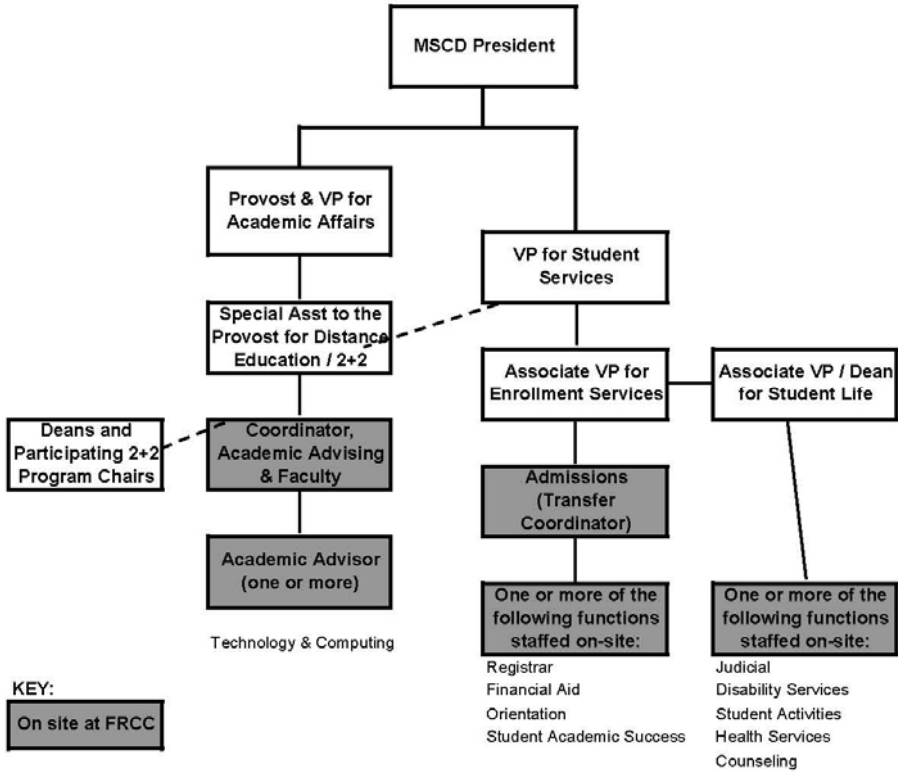 MSCD President
Provost & VP for
Academic Affairs
VP for Student
Services
Special Asst to the
Provost for Distance
Education / 2+2
Associate VP for
Enrollment Services
Associate VP / Dean
for Student Life
Deans and
Participating 2+2
Program Chairs
Coordinator,
Academic Advising
& Faculty
Admissions
(Transfer
Coordinator)
Academic Advisor
(one or more)
Technology & Computing
One or more of the
following functions
staffed on-site:
Registrar
Financial Aid
Orientation
Student Academic Success
One or more of the
following functions
staffed on-site:
Judicial
Disability Services
Student Activities
Health Services
Counseling
KEY:
On site at FRCC